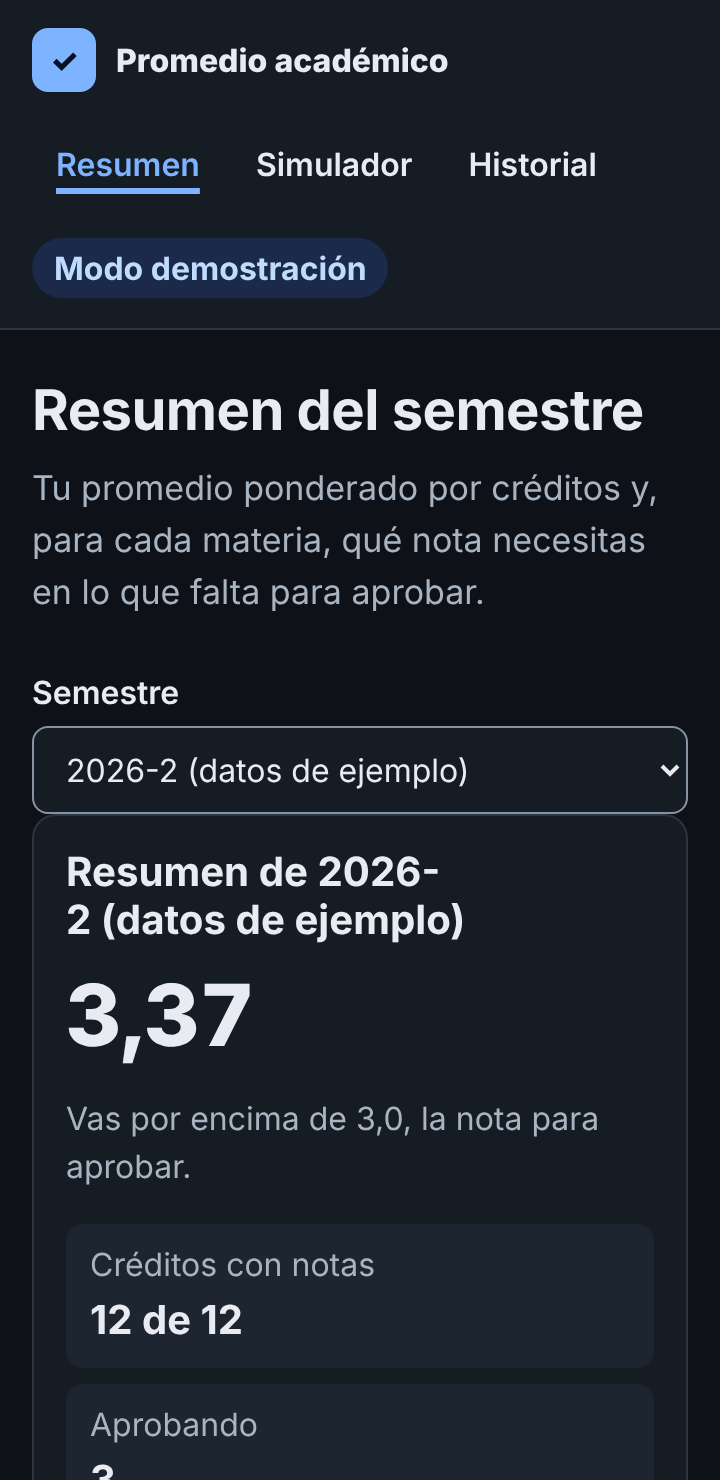 Promedio académico
Resumen Simulador Historial
Modo demostración
Resumen del semestre
Tu promedio ponderado por créditos y,
para cada materia, qué nota necesitas
en lo que falta para aprobar.
Semestre
2026-2 (datos de ejemplo)
Resumen de 2026-
2 (datos de ejemplo)
3,37
Vas por encima de 3,0, la nota para
aprobar.
Créditos con notas
12 de 12
Aprobando
3